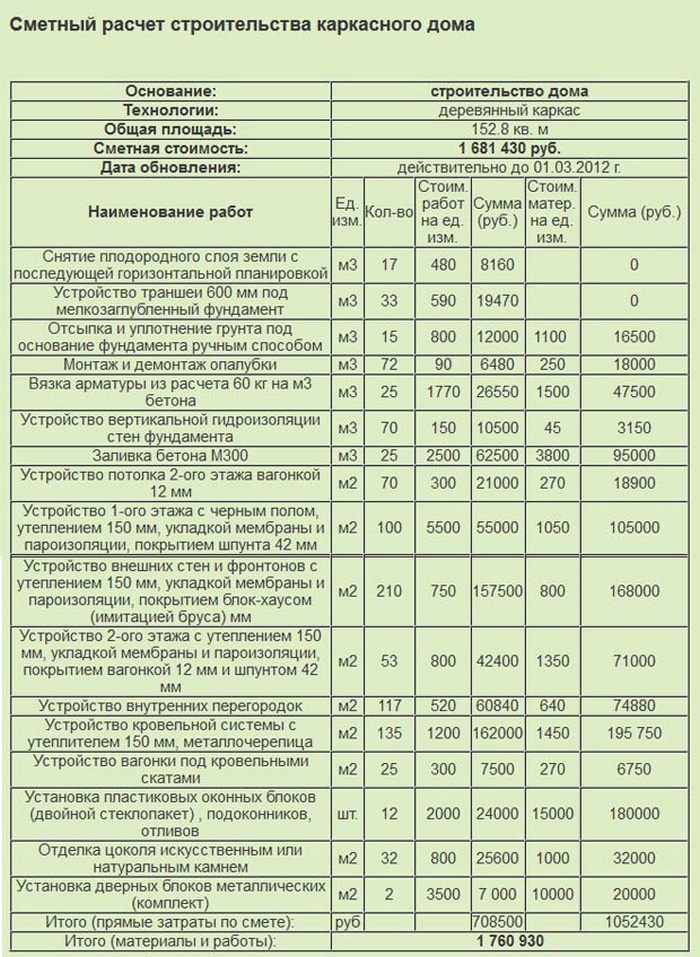 Сметный расчет строительства каркасного дома
Основание: строительство дома
Технологии: деревянный каркас
Общая площадь: 152.8 кв. м
Сметная стоимость: 1 681 430 руб.
Дата обновления: действительно до 01.03.2012 г.
Наименование работ
Ед.
изм.
Кол-во
Стоим.
работ
на ед.
изм.
Сумма
(руб.)
Стоим.
матер.
на ед.
изм.
Сумма (руб.)
Снятие плодородного слоя земли с
последующей горизонтальной планировкой
м3 17 480 8160 0
Устройство траншеи 600 мм под
мелкозаглубленный фундамент
м3 33 590 19470 0
Отсыпка и уплотнение грунта под
основание фундамента ручным способом
м3 15 800 12000 1100 16500
Монтаж и демонтаж опалубки м3 72 90 6480 250 18000
Вязка арматуры из расчета 60 кг на м3
бетона
м3 25 1770 26550 1500 47500
Устройство вертикальной гидроизоляции
стен фундамента
м3 70 150 10500 45 3150
Заливка бетона М300 м3 25 2500 62500 3800 95000
Устройство потолка 2-ого этажа вагонкой
12 мм
м2 70 300 21000 270 18900
Устройство 1-ого этажа с черным полом,
утеплением 150 мм, укладкой мембраны и
пароизоляции, покрытием шпунта 42 мм
м2 100 5500 55000 1050 105000
Устройство внешних стен и фронтонов с
утеплением 150 мм, укладкой мембраны и
пароизоляции, покрытием блок-хаусом
(имитацией бруса) мм
м2 210 750 157500 800 168000
Устройство 2-ого этажа с утеплением 150
мм, укладкой мембраны и пароизоляции,
покрытием вагонкой 12 мм и шпунтом 42
мм
м2 53 800 42400 1350 71000
Устройство внутренних перегородок м2 117 520 60840 640 74880
Устройство кровельной системы с
утеплителем 150 мм, металлочерепица
м2 135 1200 162000 1450 195 750
Устройство вагонки под кровельными
скатами
м2 25 300 7500 270 6750
Установка пластиковых оконных блоков
(двойной стеклопакет) , подоконников,
отливов
шт. 12 2000 24000 15000 180000
Отделка цоколя искусственным или
натуральным камнем
м2 32 800 25600 1000 32000
Установка дверных блоков металлических
(комплект)
м2 2 3500 7 000 10000 20000
Итого (прямые затраты по смете): руб 708500 1052430
Итого (материалы и работы): 1 760 930